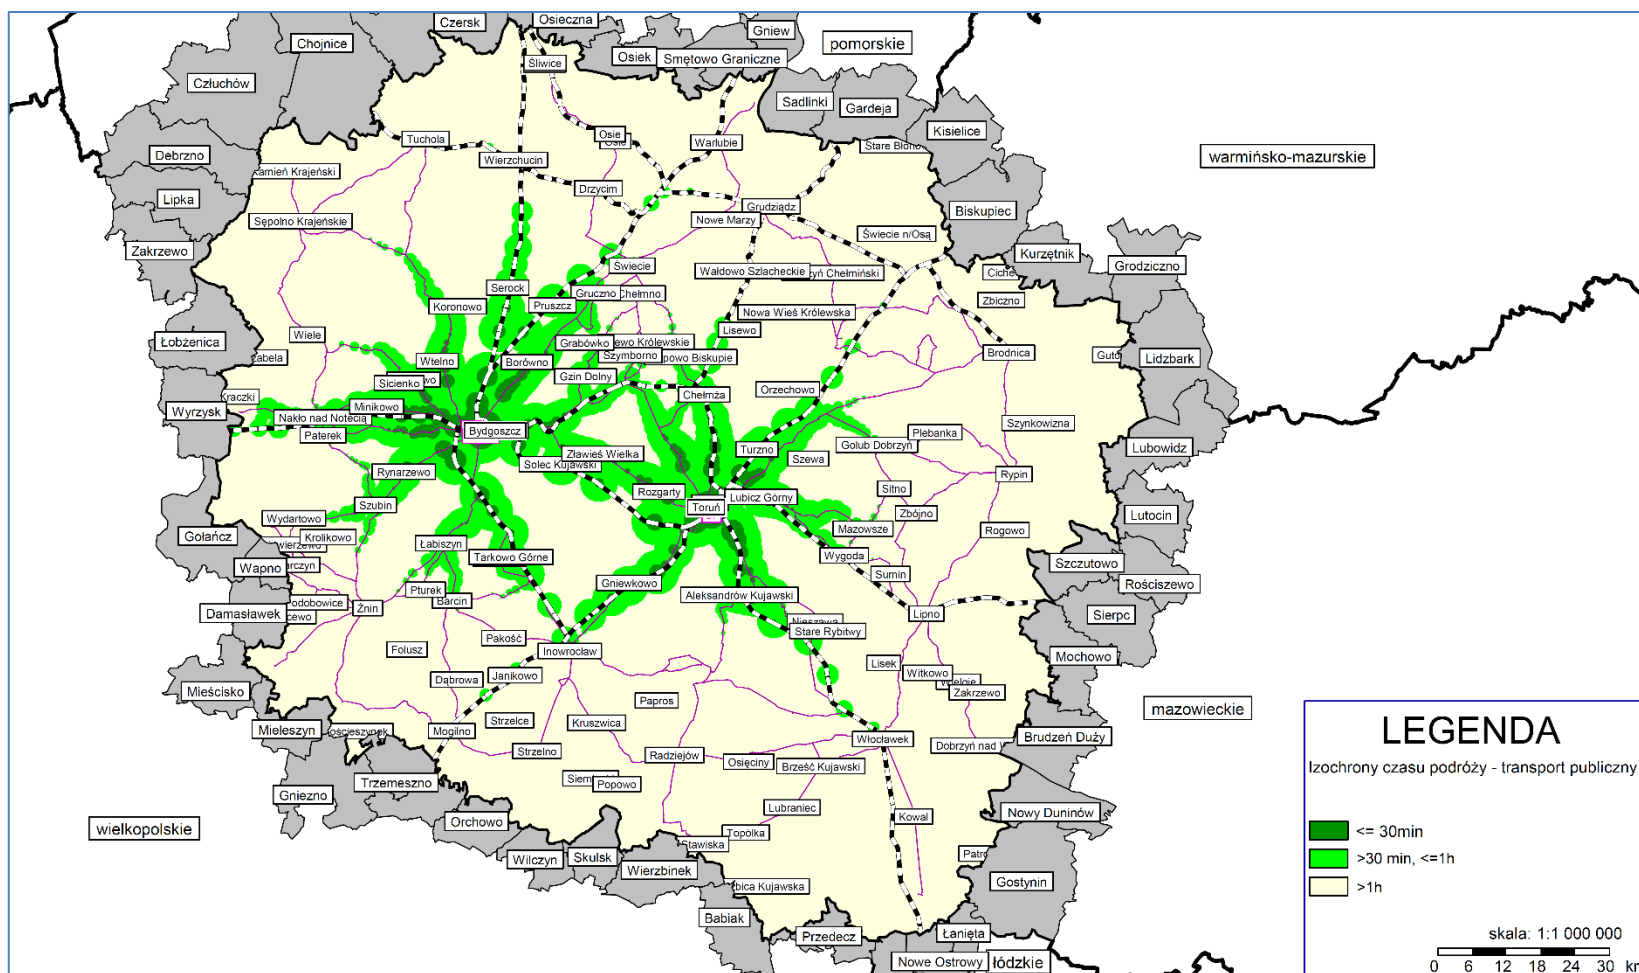 Czersk
Osieczna
Gniew
Chojnice
pomorskie
Osiek
Smętowo Graniczne
Śliwice
Człuchów
Sadlinki
Gardeja
Kisielice
Tuchola
Osie
Warlubie
Debrzno
Wierzchucin
warmińsko-mazurskie
Lipka
Drzycim
Grudziądz
Biskupiec
Sępolno Krajeńskie
Nowe Marzy
Świecie n/Osą
Zakrzewo
Kurzętnik
Świecie
Grodziczno
Wałdowo Szlacheckie
Serock
Gruczno
Chełmno
Zbiczno
Koronowo
Pruszcz
Nowa Wieś Królewska
Wiele
Lisewo
Łobżenica
Grabówko
Brodnica
Lidzbark
Wtelno
Borówno
Szymborno
Sicienko
Gzin Dolny
Orzechowo
Chełmża
Minikowo
Wyrzysk
Nakło nad Notecią
Szynkowizna
Paterek
Bydgoszcz
Plebanka
Golub Dobrzyń
Turzno
Lubowidz
Zławieś Wielka
Szewa
Solec Kujawski
Rynarzewo
Rypin
Rozgarty
Lubicz Górny
Sitno
Szubin
Toruń
Zbójno
Lutocin
Wydartowo
Mazowsze
Rogowo
Gołańcz
Krolikowo
Łabiszyn
Wygoda
Tarkowo Górne
Szczutowo
Wapno
Sumin
Gniewkowo
Rościszewo
Pturek
Aleksandrów Kujawski
Barcin
Żnin
Damasławek
Lipno
Sierpc
Stare Rybitwy
Pakość
Folusz
Inowrocław
Mochowo
Lisek
Witkowo
Janikowo
Dąbrowa
Mieścisko
Zakrzewo
Papros
mazowieckie
Strzelce
Kruszwica
Mieleszyn
Mogilno
Brudzeń Duży
Włocławek
Strzelno
Radziejów
Osięciny
Brześć Kujawski
Trzemeszno
Popowo
Gniezno
Lubraniec
Nowy Duninów
Kowal
Orchowo
wielkopolskie
Topólka
Wilczyn
Skulsk
Wierzbinek
Gostynin
Babiak
Przedecz
Łanięta
Nowe Ostrowy
łódzkie
LEGENDA
Izochrony czasu podróży - transport publiczny
<= 30min
>30 min, <=1h
>1h
skala: 1:1 000 000
0 6 12 18 24 30